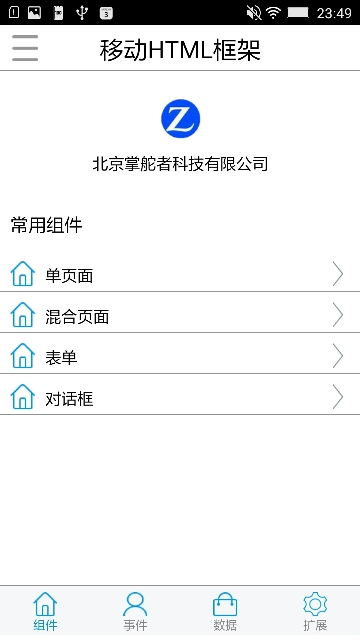 3
23:49
移动HTML框架
Z
北京掌舵者科技有限公司
常用组件
单页面
混合页面
表单
对话框
组件
事件
数据
扩展